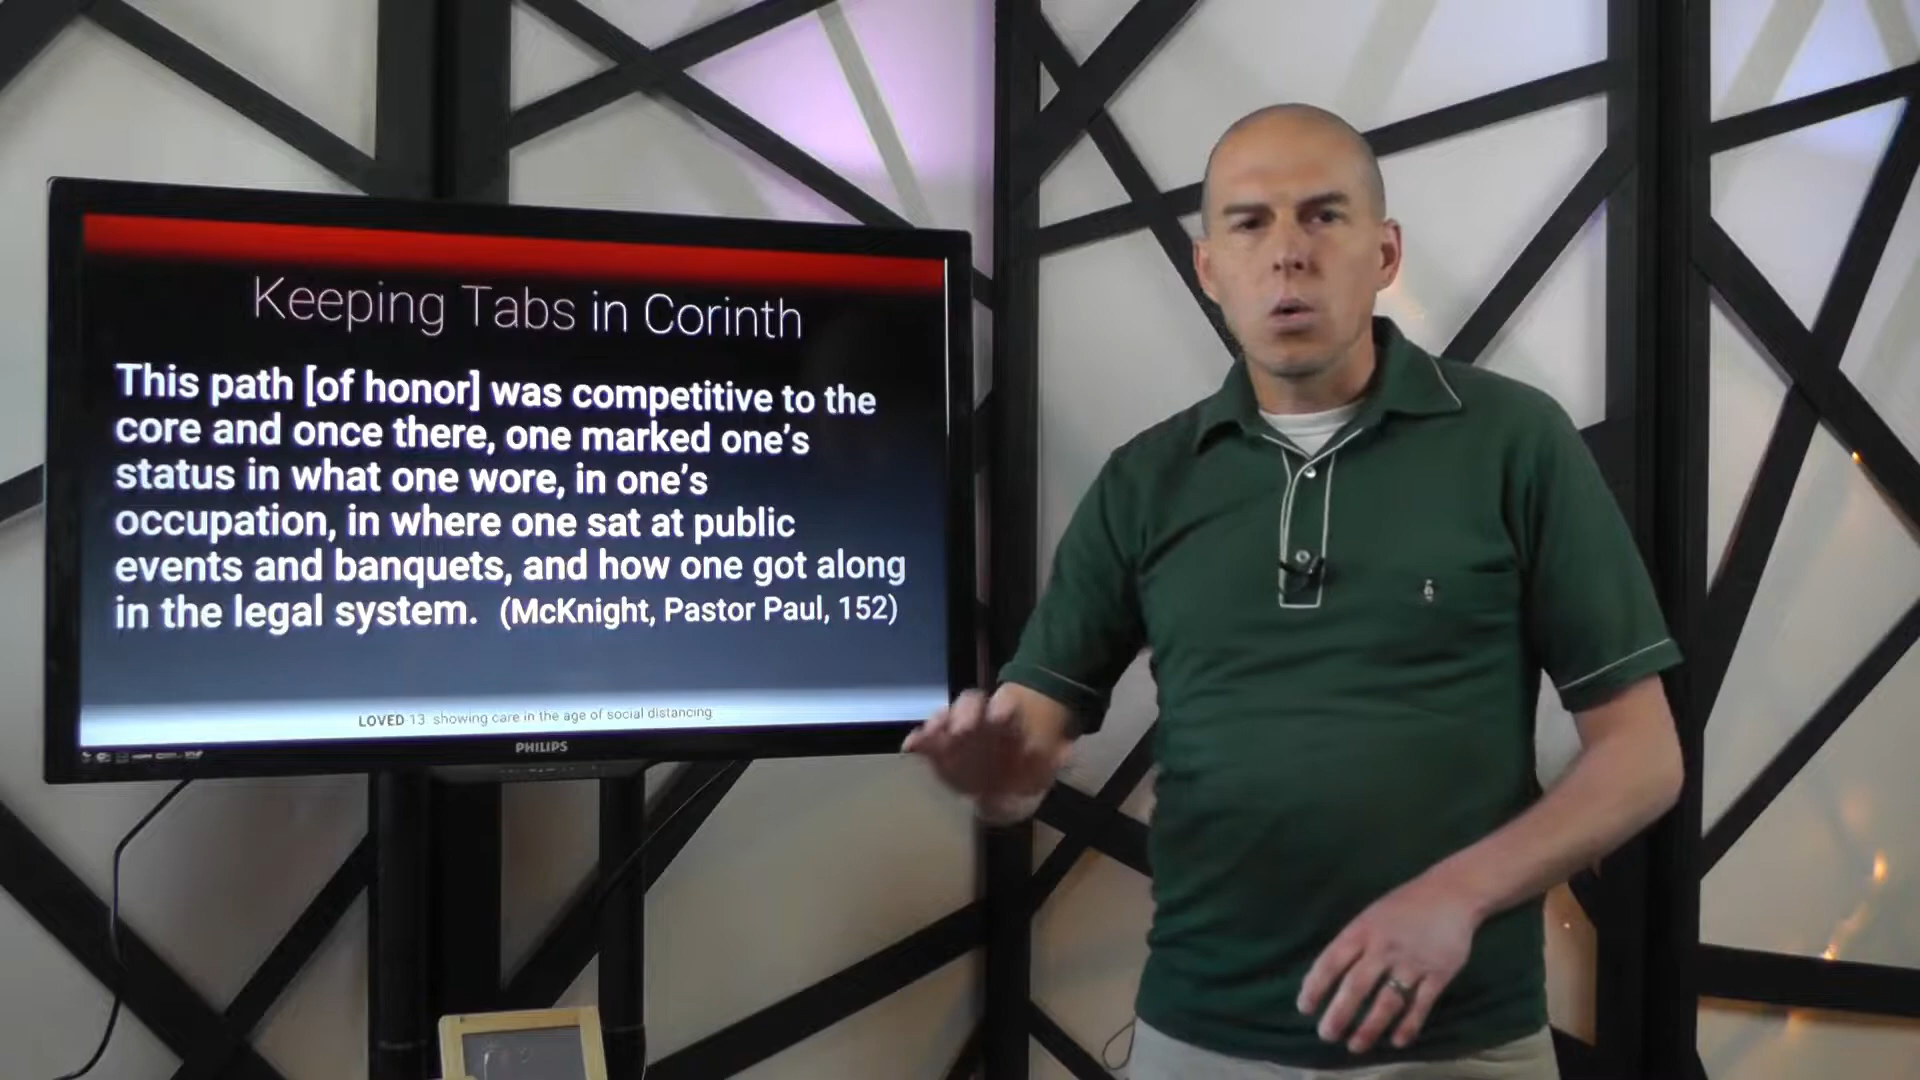 Keeping Tabs in Corinth
This path [of honor] was competitive to the
core and once there, one marked one's
status in what one wore, in one's
occupation, in where one sat at public
events and banquets, and how one got along
in the legal system. (McKnight, Pastor Paul, 152)
LOVED 13: showing care in the age of social distancing
PHILIPS